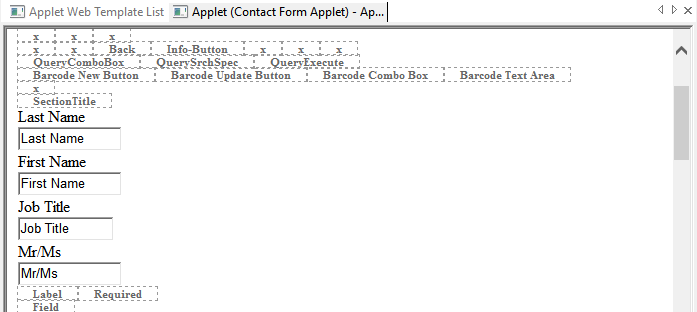 Applet Web Template List Applet (Contact Form Applet) - Ap...
x x x
x x Back Info-Button x x x
QueryComboBox QuerySrchSpec QueryExecute
Barcode New Button Barcode Update Button Barcode Combo Box Barcode Text Area
x
SectionTitle
Last Name
Last Name
First Name
First Name
Job Title
Job Title
Mr/Ms
Mr/Ms
Label Required
Field